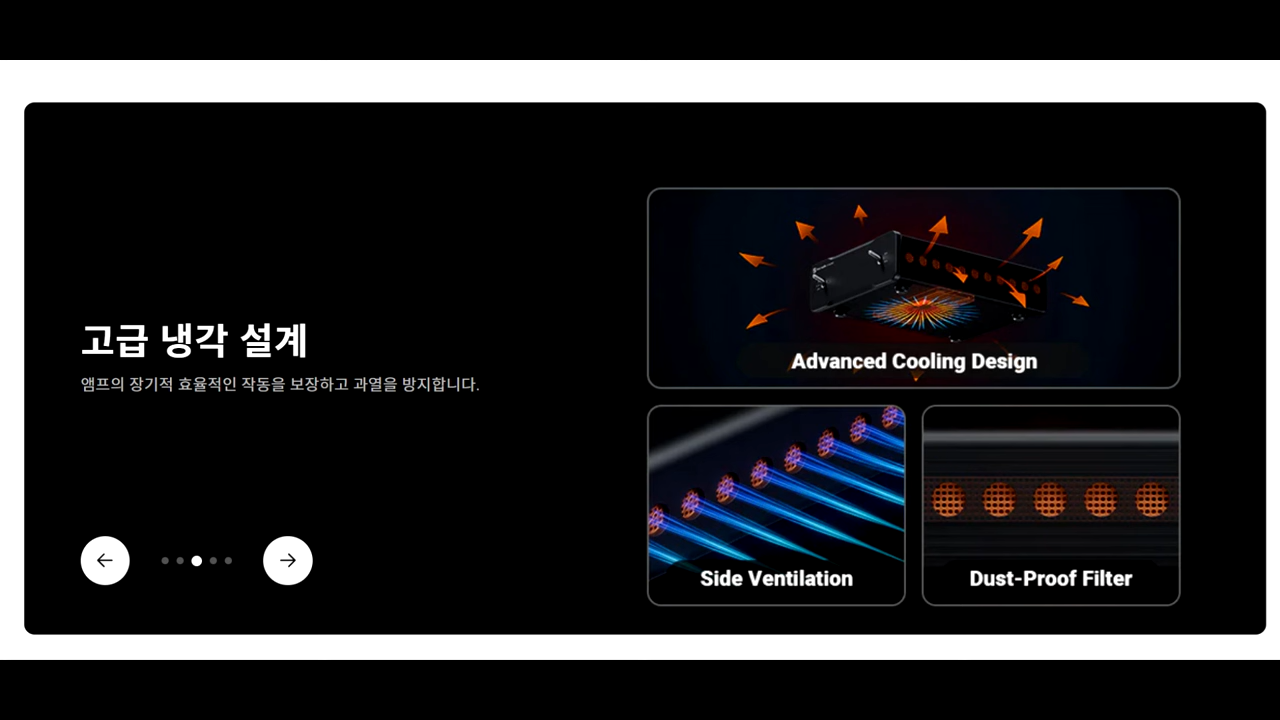 고급 냉각 설계
앰프의 장기적 효율적인 작동을 보장하고 과열을 방지합니다.
Advanced Cooling Design
Side Ventilation
Dust-Proof Filter